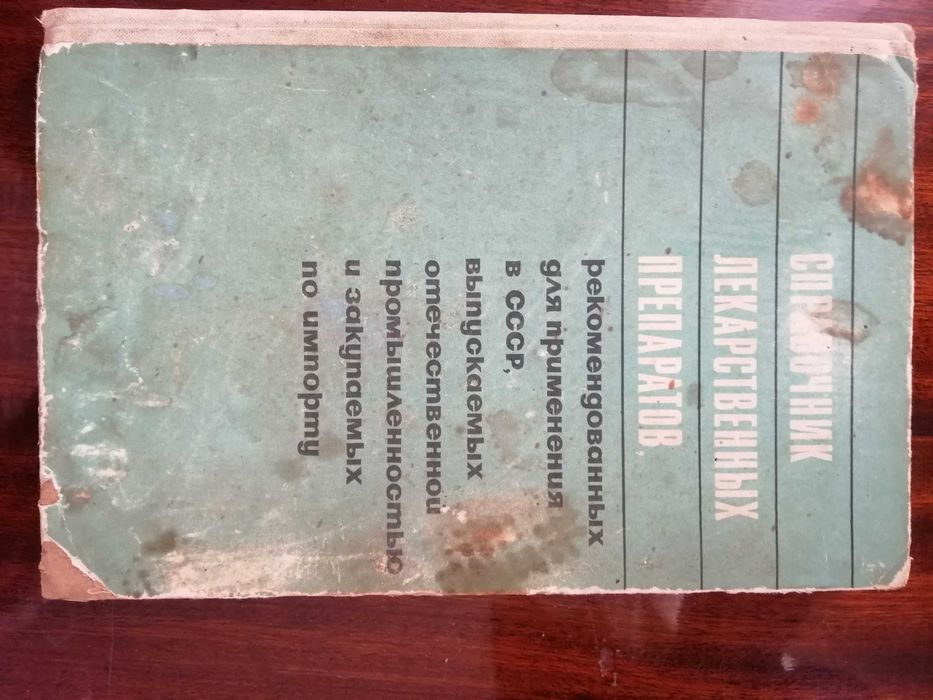 СПРАВОЧНИК
ЛЕКАРСТВЕННЫХ
ПРЕПАРАТОВ,
рекомендованных
для применения
в СССР,
выпускаемых
отечественной
промышленностью
и закупаемых
по импорту